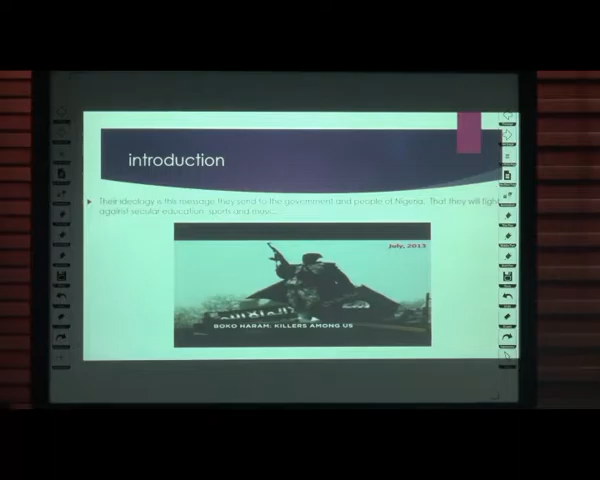 introduction
Their ideology is this message they send to the government and people of Nigeria. That they will fight
against secular education, sports and music.
July, 2013
BOKO HARAM: KILLERS AMONG US